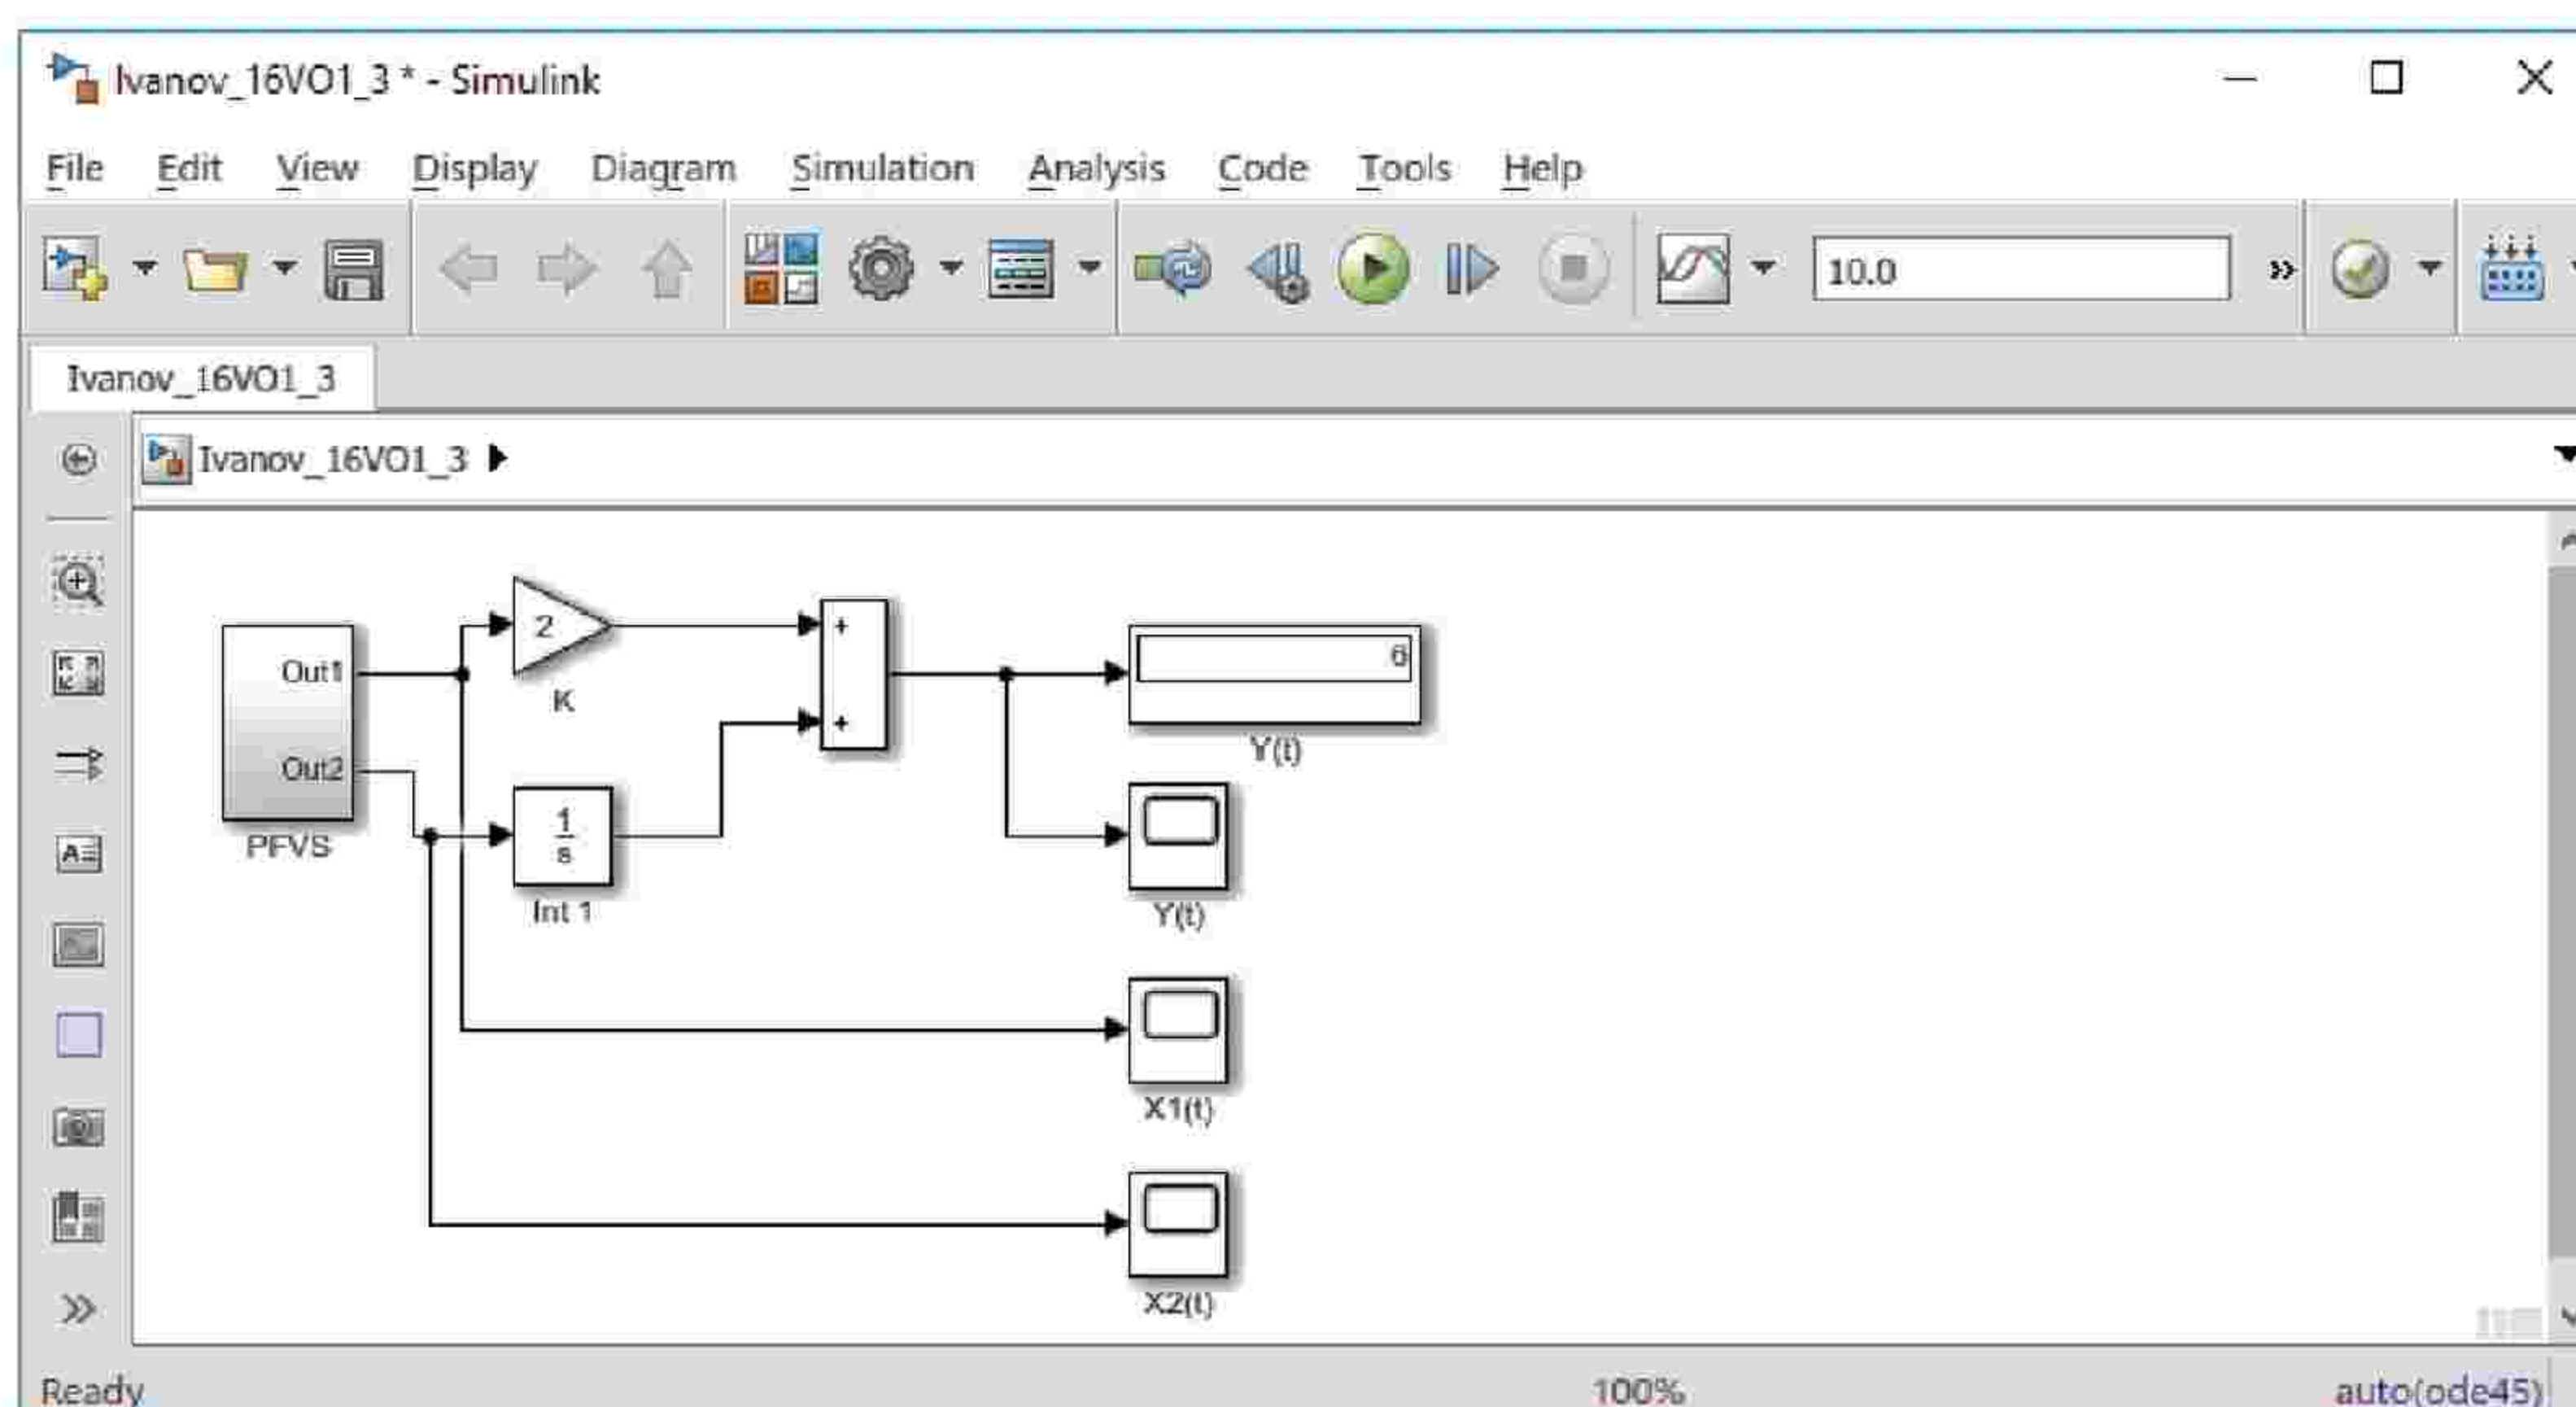 Ivanov_16VO1_3 * - Simulink
File Edit View Display Diagram Simulation Analysis Code Tools Help
10.0
Ivanov_16VO1_3
Ivanov_16VO1_3
2
+
Out1
6
K
+
Y(t)
Out2
1
s
PFVS
Int 1
Y(t)
X1(t)
X2(t)
Ready 100% auto(ode45)